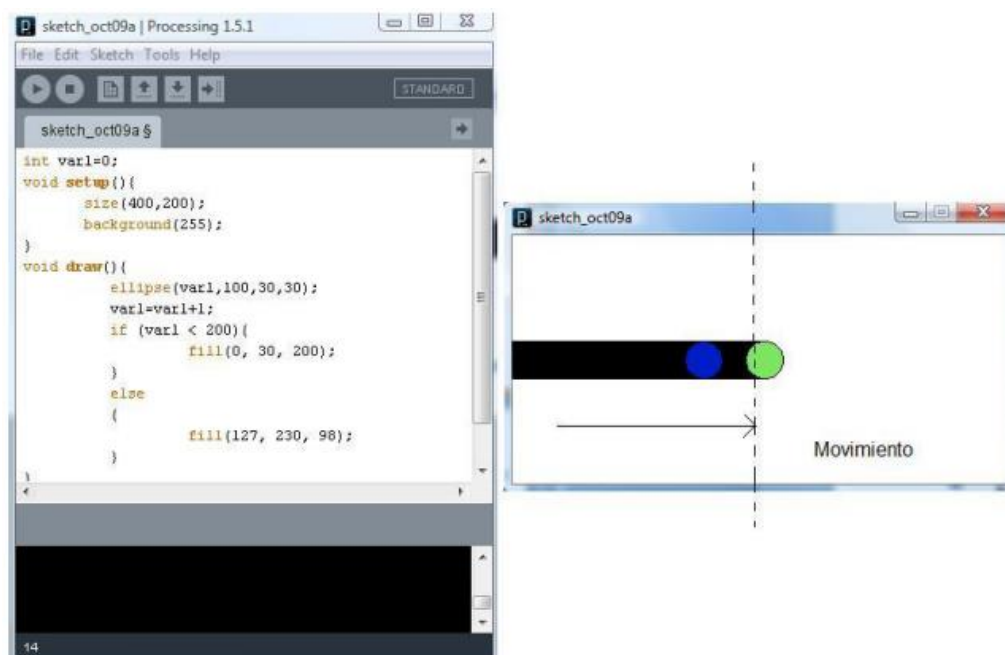 sketch_oct09a | Processing 1.5.1
File Edit Sketch Tools Help
STANDARD
sketch_oct09a §
int var1=0;
void setup(){
size(400,200);
background(255);
}
void draw(){
ellipse(var1,100,30,30);
var1=var1+1;
if (var1 < 200){
fill(0, 30, 200);
}
else
{
fill(127, 230, 98);
}
}
14
sketch_oct09a
Movimiento